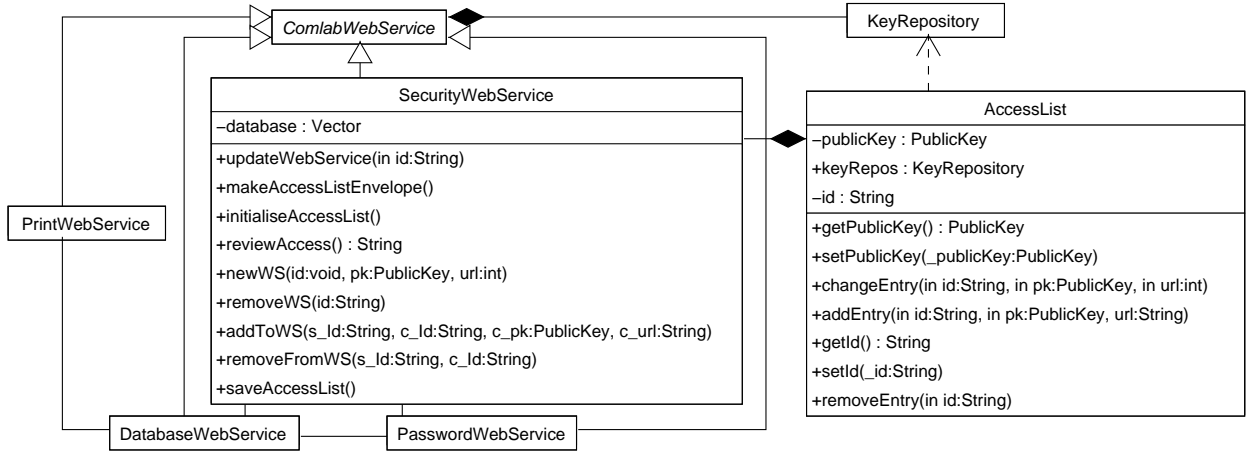 ComlabWebService
KeyRepository
SecurityWebService
−database : Vector
+updateWebService(in id:String)
+makeAccessListEnvelope()
+initialiseAccessList()
+reviewAccess() : String
+newWS(id:void, pk:PublicKey, url:int)
+removeWS(id:String)
+addToWS(s_Id:String, c_Id:String, c_pk:PublicKey, c_url:String)
+removeFromWS(s_Id:String, c_Id:String)
+saveAccessList()
AccessList
−publicKey : PublicKey
+keyRepos : KeyRepository
−id : String
+getPublicKey() : PublicKey
+setPublicKey(_publicKey:PublicKey)
+changeEntry(in id:String, in pk:PublicKey, in url:int)
+addEntry(in id:String, in pk:PublicKey, url:String)
+getId() : String
+setId(_id:String)
+removeEntry(in id:String)
PrintWebService
DatabaseWebService
PasswordWebService